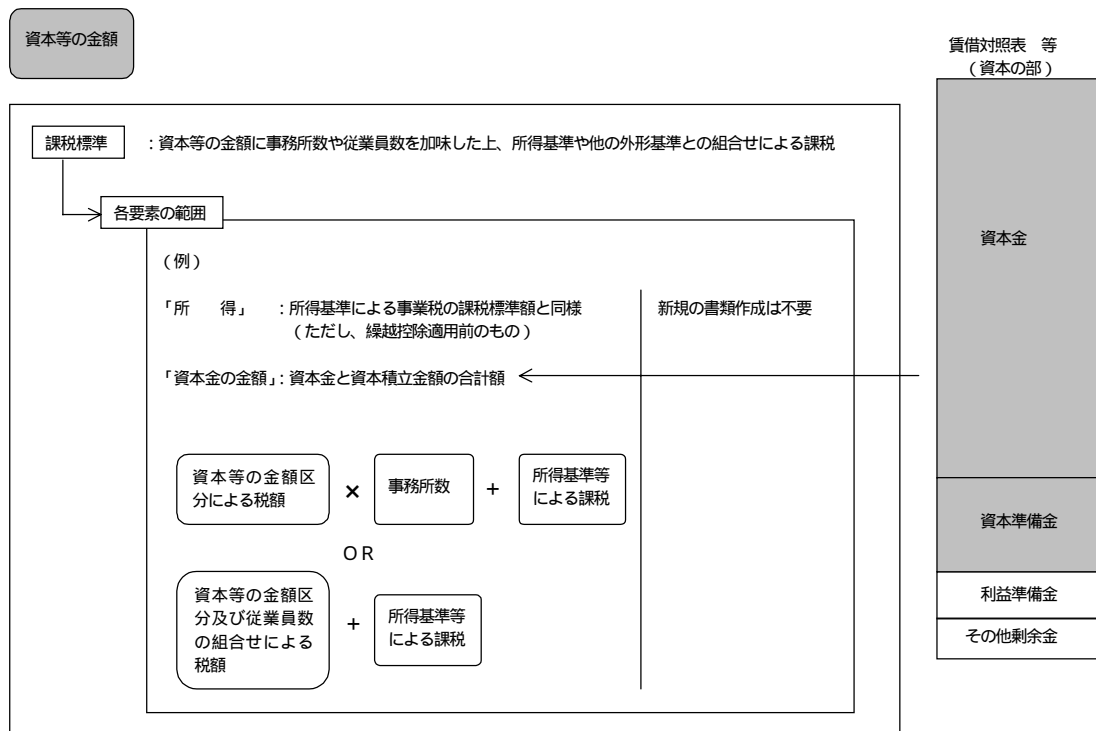 資本等の金額
賃借対照表　等
（資本の部）
課税標準
：資本等の金額に事務所数や従業員数を加味した上、所得基準や他の外形基準との組合せによる課税
各要素の範囲
（例）
「所　　得」　：所得基準による事業税の課税標準額と同様
（ただし、繰越控除適用前のもの）
新規の書類作成は不要
「資本金の金額」：資本金と資本積立金額の合計額
資本等の金額区
分による税額
×
事務所数
+
所得基準等
による課税
OR
資本等の金額区
分及び従業員数
の組合せによる
税額
+
所得基準等
による課税
資本金
資本準備金
利益準備金
その他剰余金